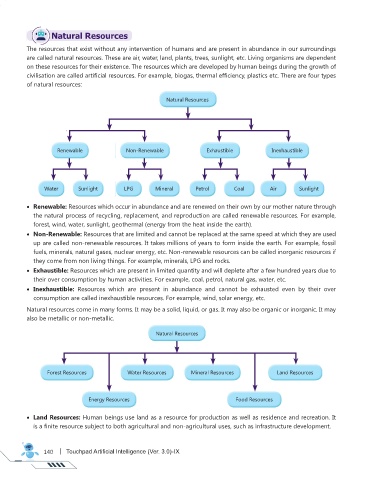 Natural Resources
The resources that exist without any intervention of humans and are present in abundance in our surroundings
are called natural resources. These are air, water, land, plants, trees, sunlight, etc. Living organisms are dependent
on these resources for their existence. The resources which are developed by human beings during the growth of
civilisation are called artificial resources. For example, biogas, thermal efficiency, plastics etc. There are four types
of natural resources:
Natural Resources
Renewable Non-Renewable Exhaustible Inexhaustible
Water Sunlight LPG Mineral Petrol Coal Air Sunlight
• Renewable: Resources which occur in abundance and are renewed on their own by our mother nature through
the natural process of recycling, replacement, and reproduction are called renewable resources. For example,
forest, wind, water, sunlight, geothermal (energy from the heat inside the earth).
• Non-Renewable: Resources that are limited and cannot be replaced at the same speed at which they are used
up are called non-renewable resources. It takes millions of years to form inside the earth. For example, fossil
fuels, minerals, natural gases, nuclear energy, etc. Non-renewable resources can be called inorganic resources if
they come from non living things. For example, minerals, LPG and rocks.
• Exhaustible: Resources which are present in limited quantity and will deplete after a few hundred years due to
their over consumption by human activities. For example, coal, petrol, natural gas, water, etc.
• Inexhaustible: Resources which are present in abundance and cannot be exhausted even by their over
consumption are called inexhaustible resources. For example, wind, solar energy, etc.
Natural resources come in many forms. It may be a solid, liquid, or gas. It may also be organic or inorganic. It may
also be metallic or non-metallic.
Natural Resources
Forest Resources Water Resources Mineral Resources Land Resources
Energy Resources Food Resources
• Land Resources: Human beings use land as a resource for production as well as residence and recreation. It
is a finite resource subject to both agricultural and non-agricultural uses, such as infrastructure development.
140 | Touchpad Artificial Intelligence (Ver. 3.0)-IX